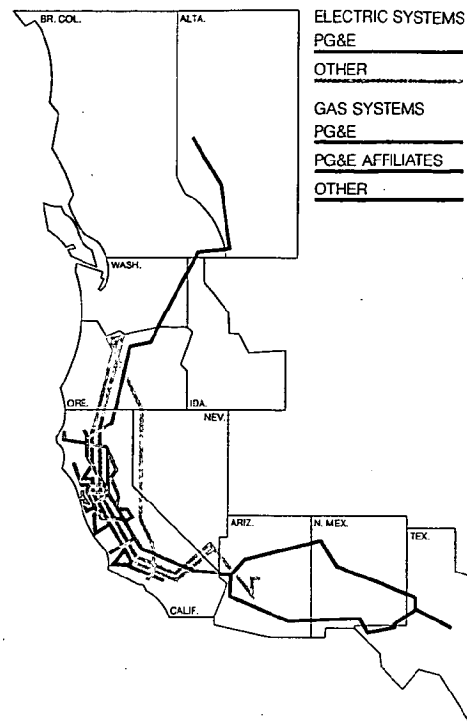 BR. COL.
ALTA.
ELECTRIC SYSTEMS
PG&E
OTHER
GAS SYSTEMS
PG&E
PG&E AFFILIATES
OTHER
WASH.
ORE.
IDA.
NEV.
ARIZ.
N. MEX.
TEX.
CALIF.